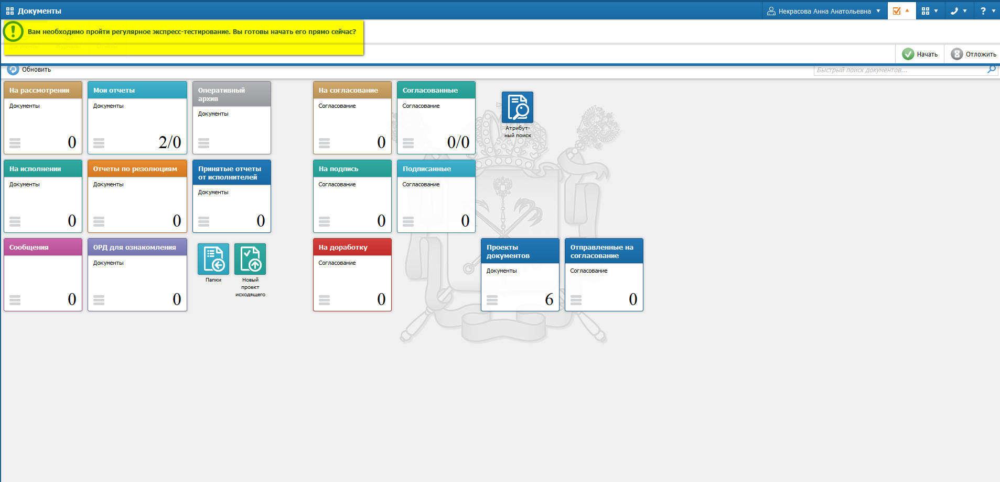 Документы
Некрасова Анна Анатольевна
?
Вам необходимо пройти регулярное экспресс-тестирование. Вы готовы начать его прямо сейчас?
Документы Журналы Отчеты
Начать
Отложить
Обновить
Быстрый поиск документов...
На рассмотрении
Документы
0
Мои отчеты
Документы
2/0
Оперативный
архив
Документы
На согласование
Согласование
0
Согласованные
Согласование
0/0
Атрибут-
ный поиск
На исполнении
Документы
0
Отчеты по резолюциям
Документы
0
Принятые отчеты
от исполнителей
Документы
0
На подпись
Согласование
0
Подписанные
Согласование
0
Сообщения
0
ОРД для ознакомления
Документы
0
Папки
Новый
проект
исходящего
На доработку
Согласование
0
Проекты
документов
Документы
6
Отправленные на
согласование
Согласование
0